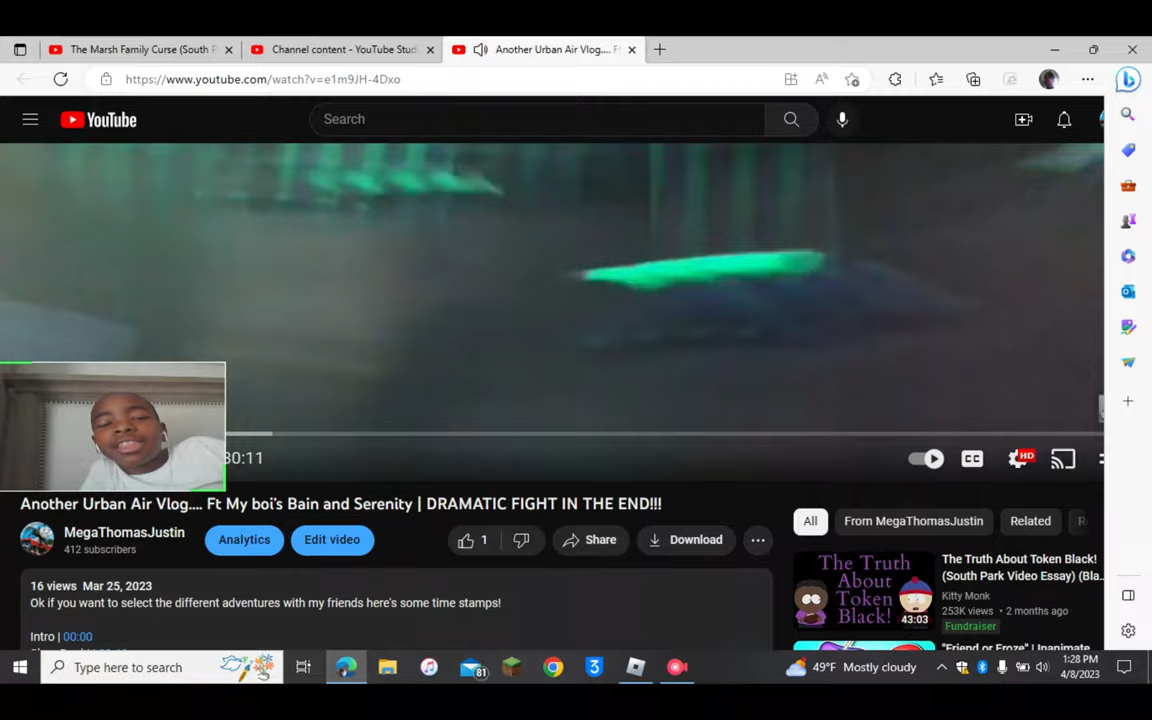 The Marsh Family Curse (South P
Channel content - YouTube Stud
Another Urban Air Vlog.... F
https://www.youtube.com/watch?v=e1m9JH-4Dxo
YouTube
Search
30:11
CC
HD
Another Urban Air Vlog.... Ft My boi's Bain and Serenity | DRAMATIC FIGHT IN THE END!!!
MegaThomasJustin
412 subscribers
Analytics
Edit video
1
Share
Download
All
From MegaThomasJustin
Related
16 views Mar 25, 2023
Ok if you want to select the different adventures with my friends here's some time stamps!
Intro | 00:00
The Truth
About
Token
Black!
43:03
The Truth About Token Black!
(South Park Video Essay) (Bla...
Kitty Monk
253K views • 2 months ago
Fundraiser
"Friend or Froze" | Inanimate
Type here to search
81
49°F Mostly cloudy
1:28 PM
4/8/2023